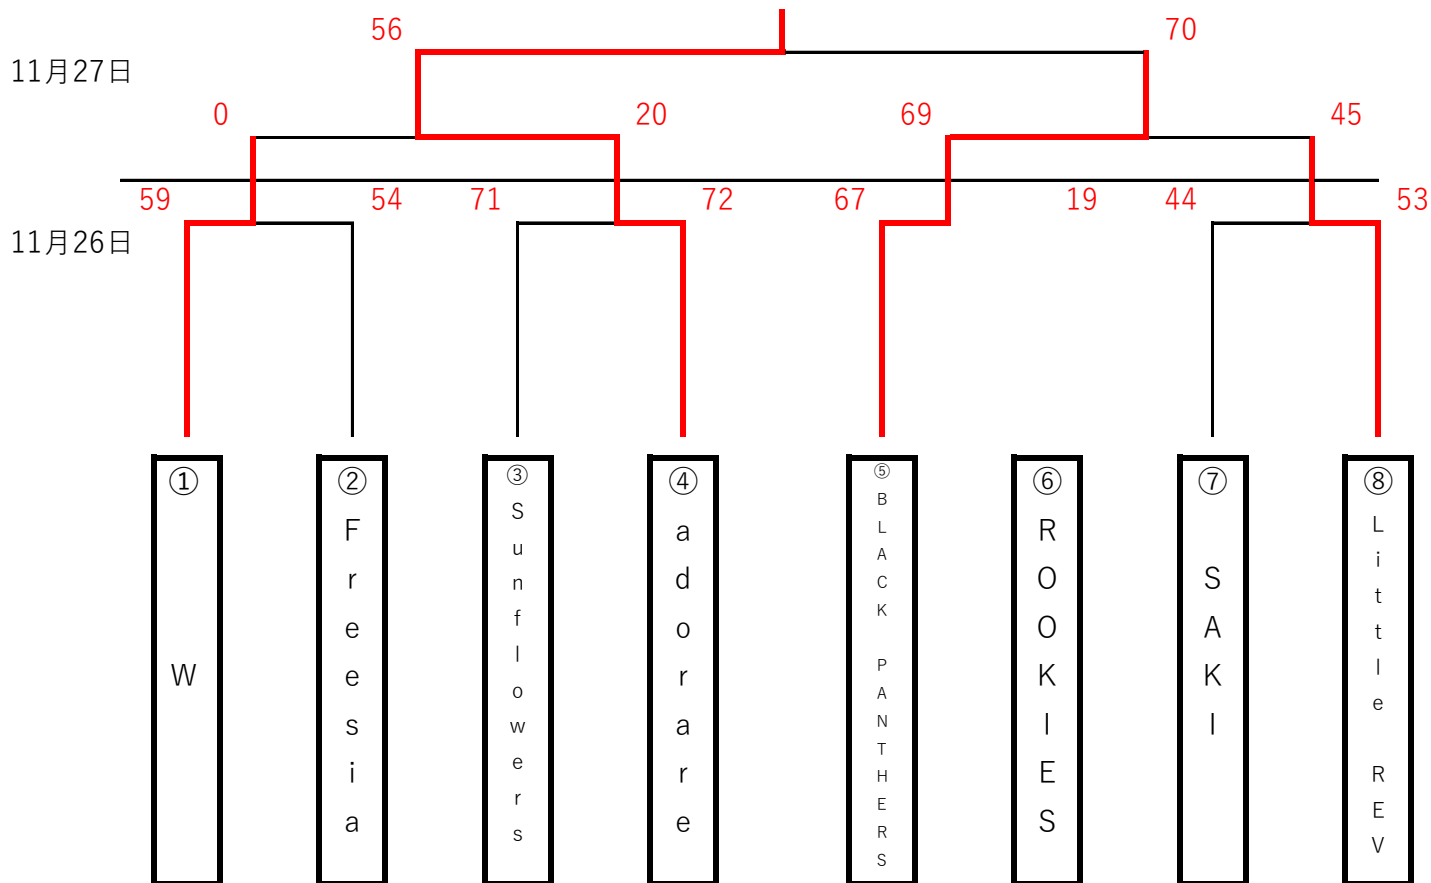 56 70
11月27日
0 20 69 45
59 54 71 72 67 19 44 53
11月26日
① W
② Freesia
③ Sunflowers
④ adorare
⑤ BLACK PANTHERS
⑥ ROOKIES
⑦ SAKI
⑧ Little REV